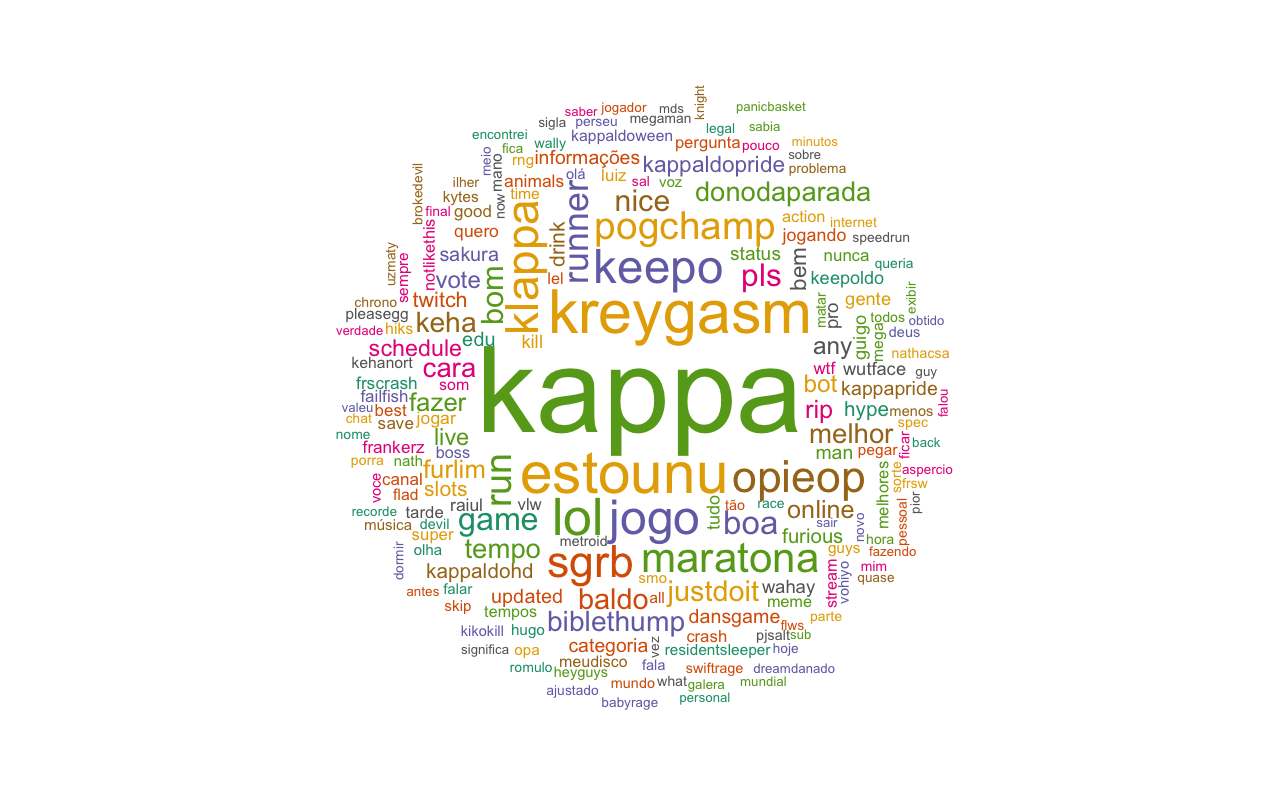 knight
saber
jogador
mds
panicbasket
sigla
perseu
megaman
encontrei
wally
kappaldoween
legal
sabia
fica
pergunta
pouco
minutos
meio
rng
informações
kappaldopride
sobre
problema
mano
olá
luiz
sal
voz
brokedevil
ilher
animals
kytes
now
time
runner
nice
donodaparada
final
good
klappa
drink
pogchamp
action
internet
notlikethis
quero
jogando
speedrun
uzmaty
sempre
sakura
keepo
status
bem
nunca
queria
vote
bom
lel
pls
keepoldo
exibir
chrono
twitch
kreygasm
matar
pro
gente
pleasegg
todos
obtido
verdade
hiks
keha
guigo
mega
deus
edu
kill
any
nathacsa
schedule
kehanort
cara
kappa
wtf
wutface
guy
frscrash
som
bot
kappapride
failfish
fazer
falou
valeu
best
rip
hype
menos
chat
save
jogar
spec
nome
live
melhor
ficar
back
frankerz
boss
man
pegar
porra
nath
run
estounu
opieop
melhores
sorte
aspercio
voce
canal
furlim
frsw
flad
slots
pior
recorde
tarde
raiul
vlw
lol
jogo
tudo
tão
race
online
pessoal
música
devil
game
boa
sair
novo
super
furious
hora
metroid
olha
tempo
guys
fazendo
dormir
sgrb
maratona
stream
vohiyo
mim
kappaldohd
smo
quase
antes
falar
updated
baldo
all
justdoit
wahay
meme
skip
tempos
biblethump
dansgame
flws
parte
kikokill
hugo
crash
pjsalt
sub
significa
opa
categoria
vez
residentsleeper
hoje
romulo
meudisco
heyguys
fala
swiftrage
dreamdanado
mundo
what
galera
mundial
ajustado
babyrage
personal